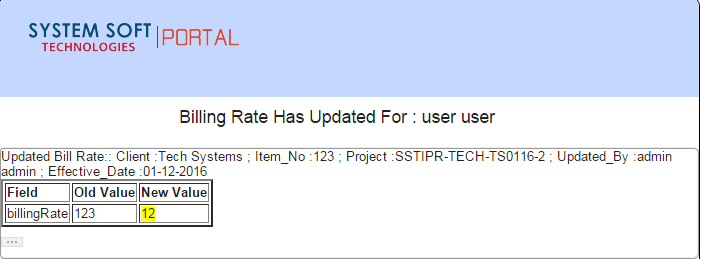 SYSTEM SOFT
TECHNOLOGIES
PORTAL
Billing Rate Has Updated For : user user
Updated Bill Rate:: Client :Tech Systems ; Item_No :123 ; Project :SSTIPR-TECH-TS0116-2 ; Updated_By :admin
admin ; Effective_Date :01-12-2016
Field Old Value New Value
billingRate 123 12
...